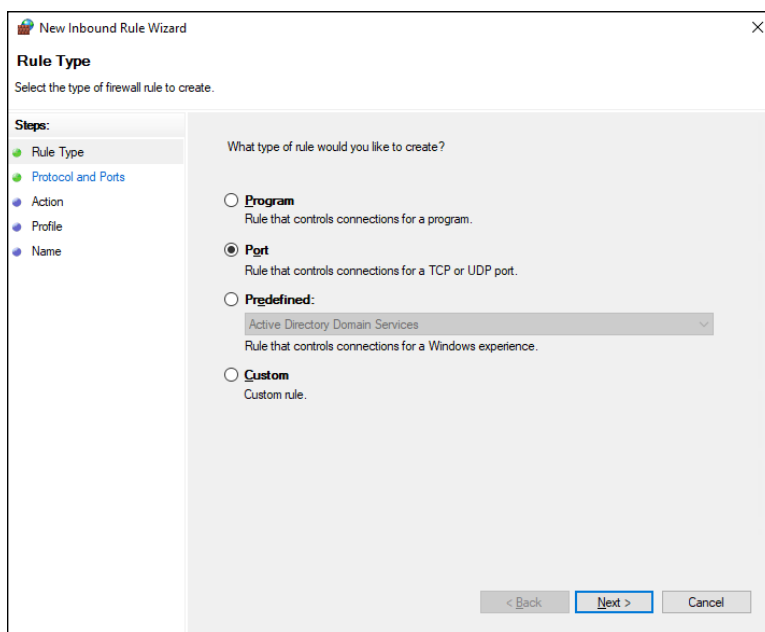 New Inbound Rule Wizard
Rule Type
Select the type of firewall rule to create.
Steps:
Rule Type
Protocol and Ports
Action
Profile
Name
What type of rule would you like to create?
Program
Rule that controls connections for a program.
Port
Rule that controls connections for a TCP or UDP port.
Predefined:
Active Directory Domain Services
Rule that controls connections for a Windows experience.
Custom
Custom rule.
< Back Next > Cancel